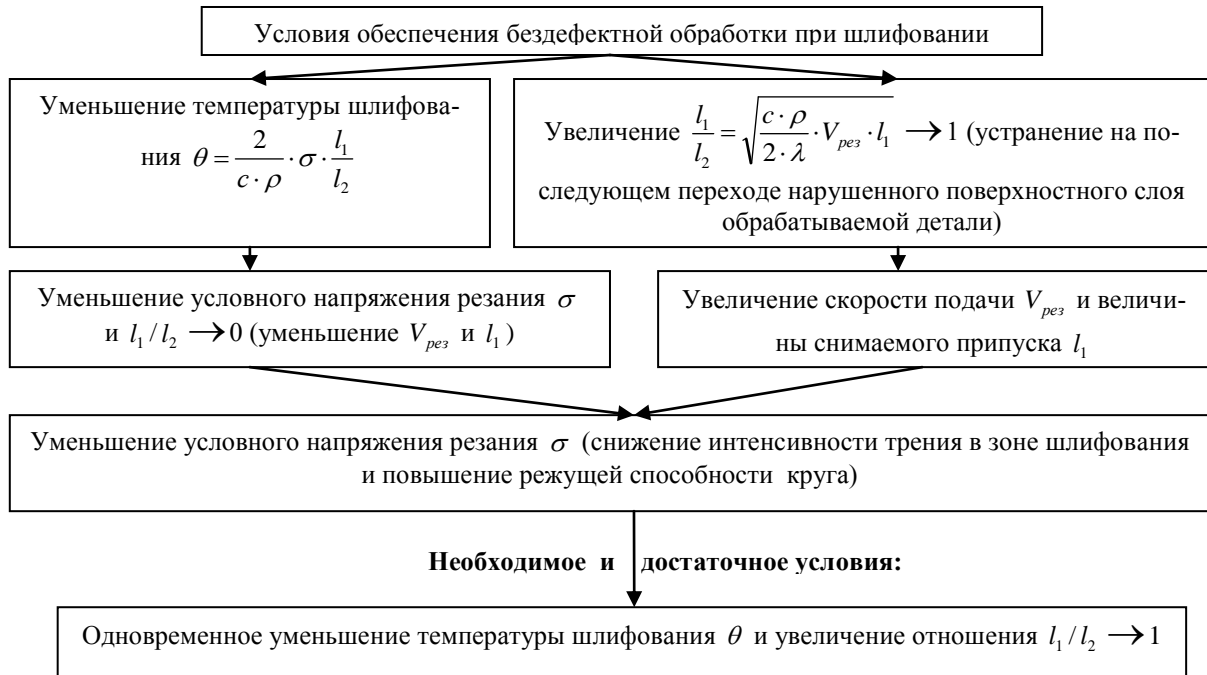 Условия обеспечения бездефектной обработки при шлифовании
Уменьшение температуры шлифова-
ния θ = 2/(c · ρ) · σ · l₁/l₂
Увеличение l₁/l₂ = √(c · ρ/(2 · λ) · Vрез · l₁) → 1 (устранение на по-
следующем переходе нарушенного поверхностного слоя
обрабатываемой детали)
Уменьшение условного напряжения резания σ
и l₁ / l₂ → 0 (уменьшение Vрез и l₁ )
Увеличение скорости подачи Vрез и величи-
ны снимаемого припуска l₁
Уменьшение условного напряжения резания σ (снижение интенсивности трения в зоне шлифования
и повышение режущей способности круга)
Необходимое и достаточное условия:
Одновременное уменьшение температуры шлифования θ и увеличение отношения l₁ / l₂ → 1